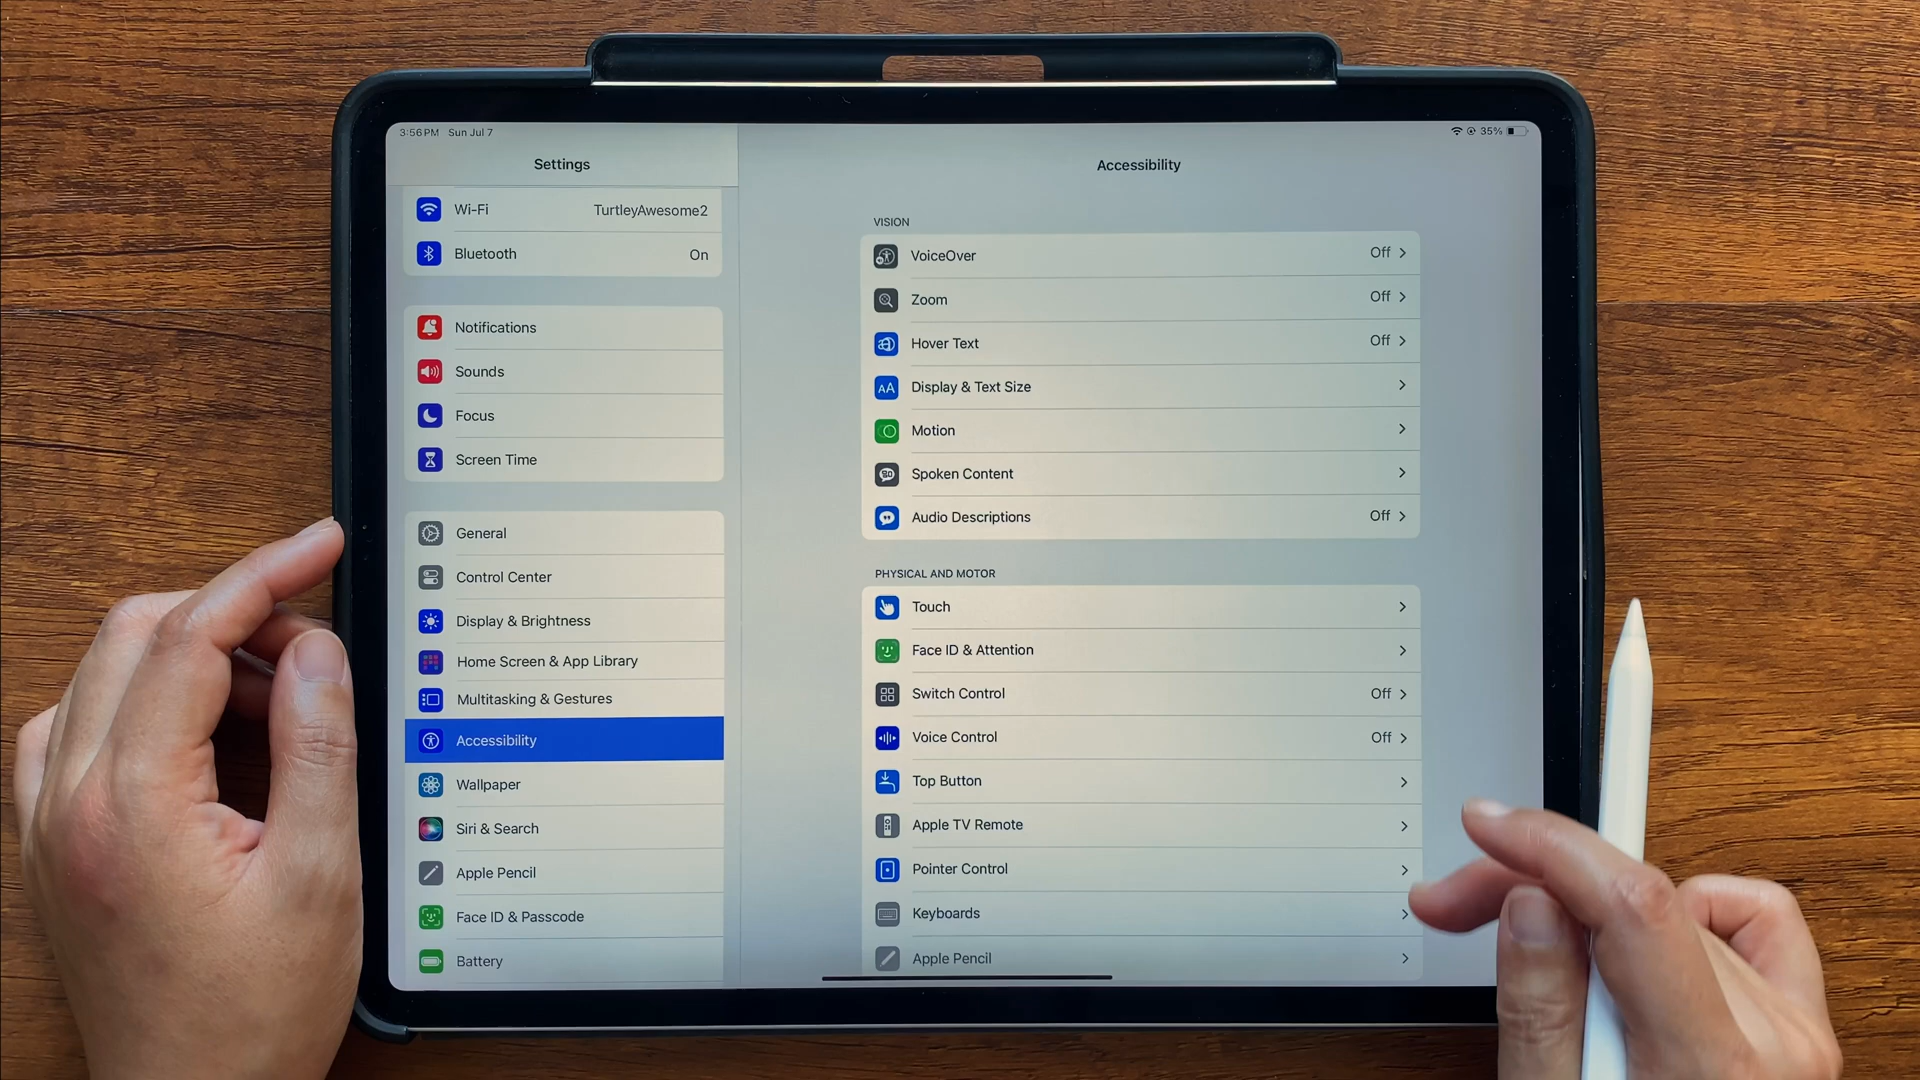 3:56 PM Sun Jul 7
35%
Settings
Wi-Fi TurtleyAwesome2
Bluetooth On
Notifications
Sounds
Focus
Screen Time
General
Control Center
Display & Brightness
Home Screen & App Library
Multitasking & Gestures
Accessibility
Wallpaper
Siri & Search
Apple Pencil
Face ID & Passcode
Battery
Accessibility
VISION
VoiceOver Off
Zoom Off
Hover Text Off
AA Display & Text Size
Motion
Spoken Content
Audio Descriptions Off
PHYSICAL AND MOTOR
Touch
Face ID & Attention
Switch Control Off
Voice Control Off
Top Button
Apple TV Remote
Pointer Control
Keyboards
Apple Pencil